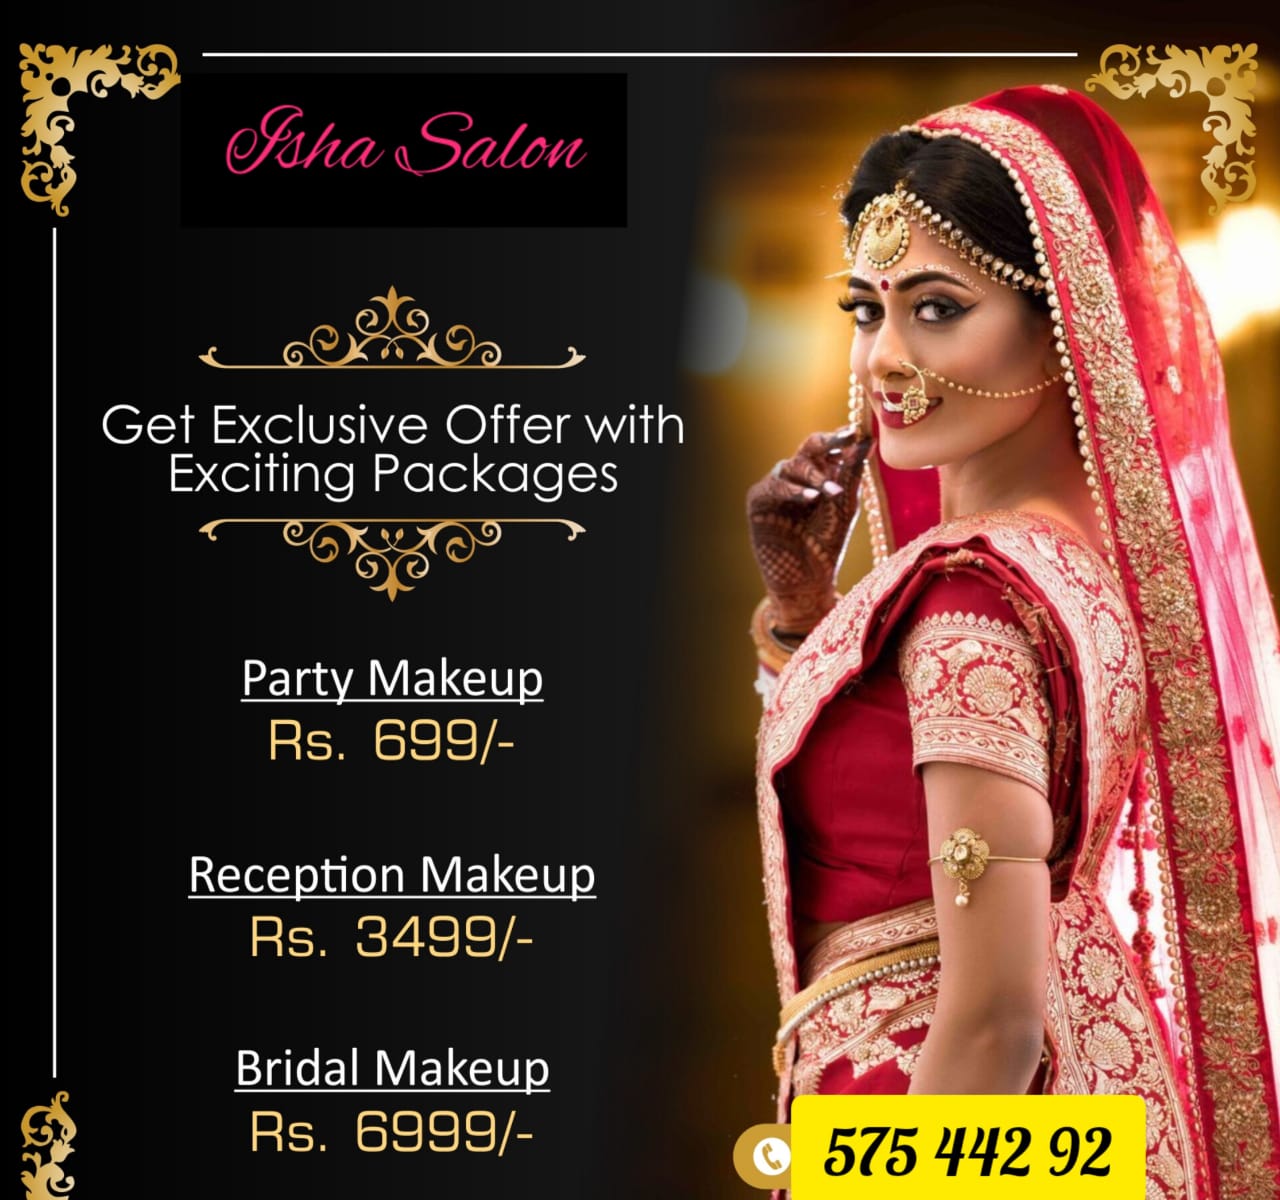 Isha Salon
Get Exclusive Offer with
Exciting Packages
Party Makeup
Rs. 699/-
Reception Makeup
Rs. 3499/-
Bridal Makeup
Rs. 6999/-
575 442 92